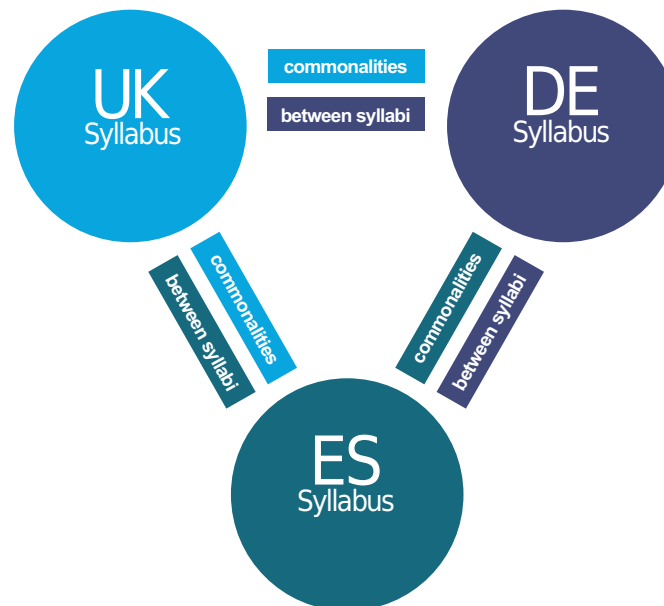 UK
Syllabus
commonalities
between syllabi
DE
Syllabus
commonalities
between syllabi
commonalities
between syllabi
ES
Syllabus